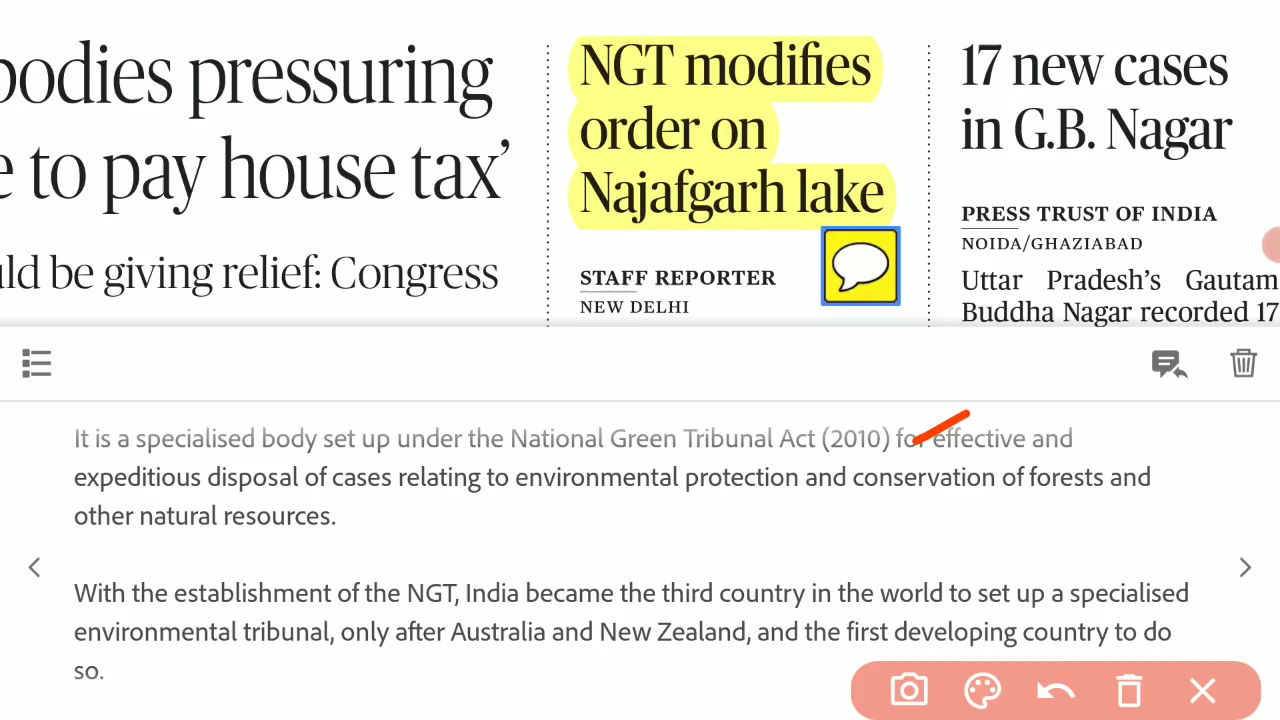 bodies pressuring
to pay house tax’
be giving relief: Congress
NGT modifies
order on
Najafgarh lake
STAFF REPORTER
NEW DELHI
17 new cases
in G.B. Nagar
PRESS TRUST OF INDIA
NOIDA/GHAZIABAD
Uttar Pradesh’s Gautam
Buddha Nagar recorded 17
It is a specialised body set up under the National Green Tribunal Act (2010) for effective and
expeditious disposal of cases relating to environmental protection and conservation of forests and
other natural resources.
With the establishment of the NGT, India became the third country in the world to set up a specialised
environmental tribunal, only after Australia and New Zealand, and the first developing country to do
so.